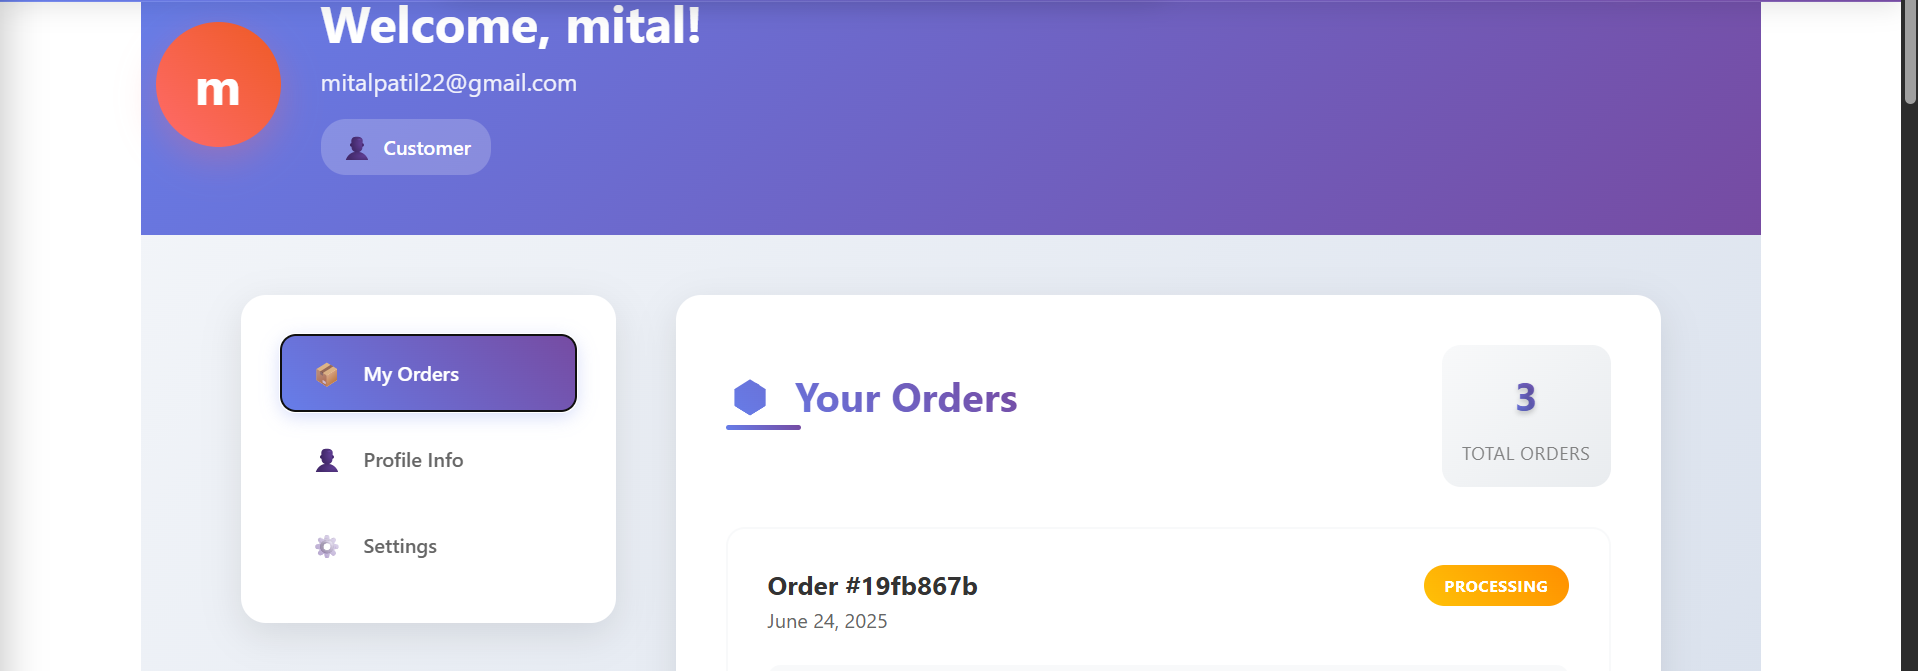 Welcome, mital!
m
mitalpatil22@gmail.com
Customer
My Orders
Profile Info
Settings
Your Orders
3
TOTAL ORDERS
Order #19fb867b
PROCESSING
June 24, 2025